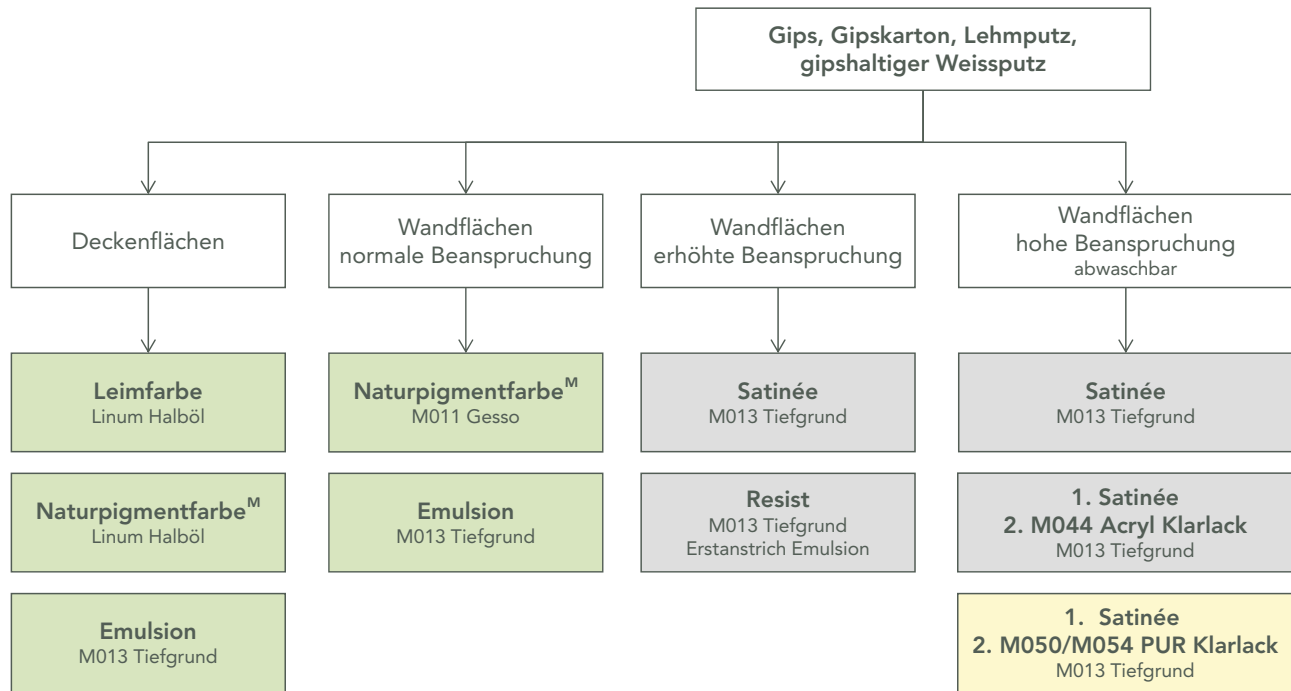 Gips, Gipskarton, Lehmputz,
gipshaltiger Weissputz
Deckenflächen
Wandflächen
normale Beanspruchung
Wandflächen
erhöhte Beanspruchung
Wandflächen
hohe Beanspruchung
abwaschbar
Leimfarbe
Linum Halböl
Naturpigmentfarbeᴹ
M011 Gesso
Satinée
M013 Tiefgrund
Satinée
M013 Tiefgrund
Naturpigmentfarbeᴹ
Linum Halböl
Emulsion
M013 Tiefgrund
Resist
M013 Tiefgrund
Erstanstrich Emulsion
1. Satinée
2. M044 Acryl Klarlack
M013 Tiefgrund
Emulsion
M013 Tiefgrund
1. Satinée
2. M050/M054 PUR Klarlack
M013 Tiefgrund